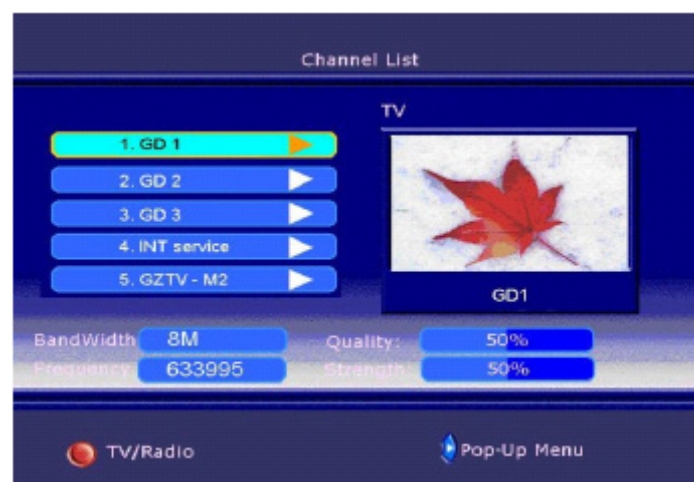 Channel List
TV
1. GD 1
2. GD 2
3. GD 3
4. INT service
5. GZTV - M2
GD1
BandWidth 8M
Quality: 50%
Frequency 633995
Strength 50%
TV/Radio
Pop-Up Menu